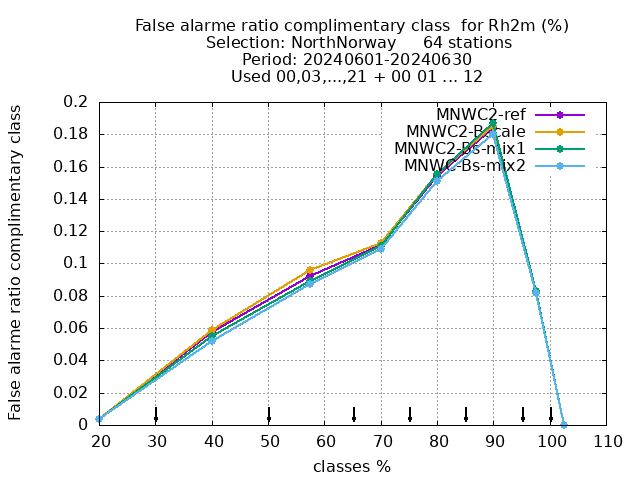 False alarme ratio complimentary class  for Rh2m (%)
Selection: NorthNorway     64 stations
Period: 20240601-20240630
Used 00,03,...,21 + 00 01 ... 12
False alarme ratio complimentary class
0.2
0.18
0.16
0.14
0.12
0.1
0.08
0.06
0.04
0.02
0
MNWC2-ref
MNWC2-Bscale
MNWC2-Bs-mix1
MNWC-Bs-mix2
20 30 40 50 60 70 80 90 100 110
classes %